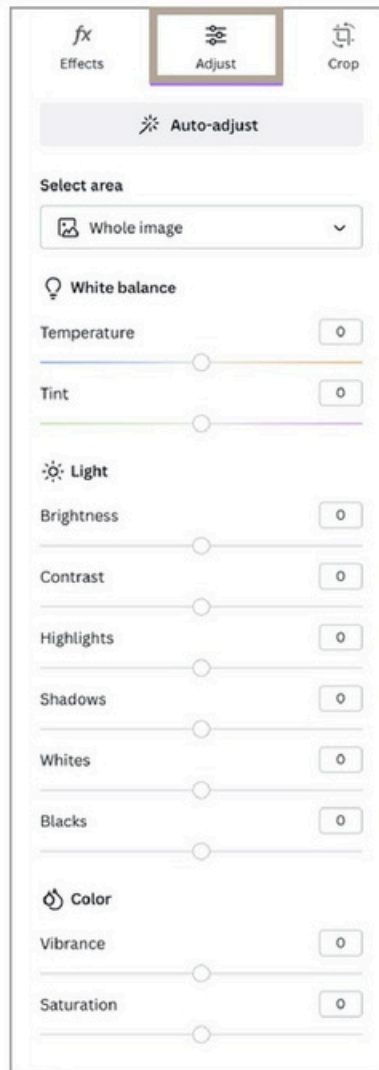 fx
Effects Adjust Crop
Auto-adjust
Select area
Whole image
White balance
Temperature 0
Tint 0
Light
Brightness 0
Contrast 0
Highlights 0
Shadows 0
Whites 0
Blacks 0
Color
Vibrance 0
Saturation 0